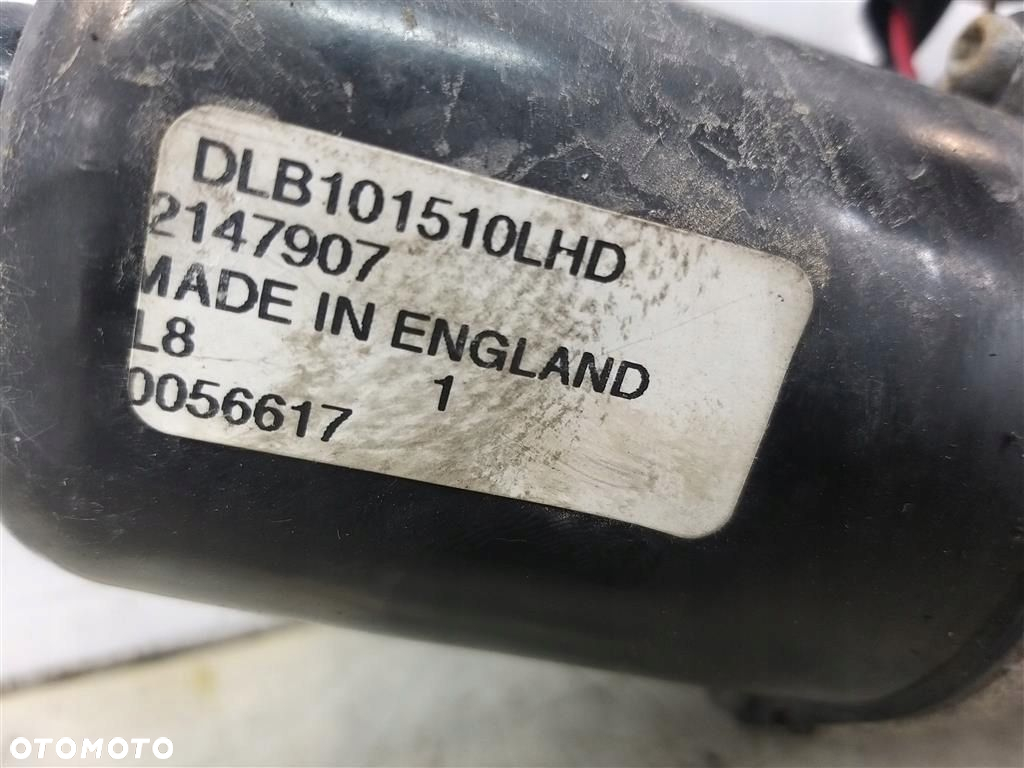 DLB101510LHD
2147907
MADE IN ENGLAND
L8 1
0056617
OTOMOTO